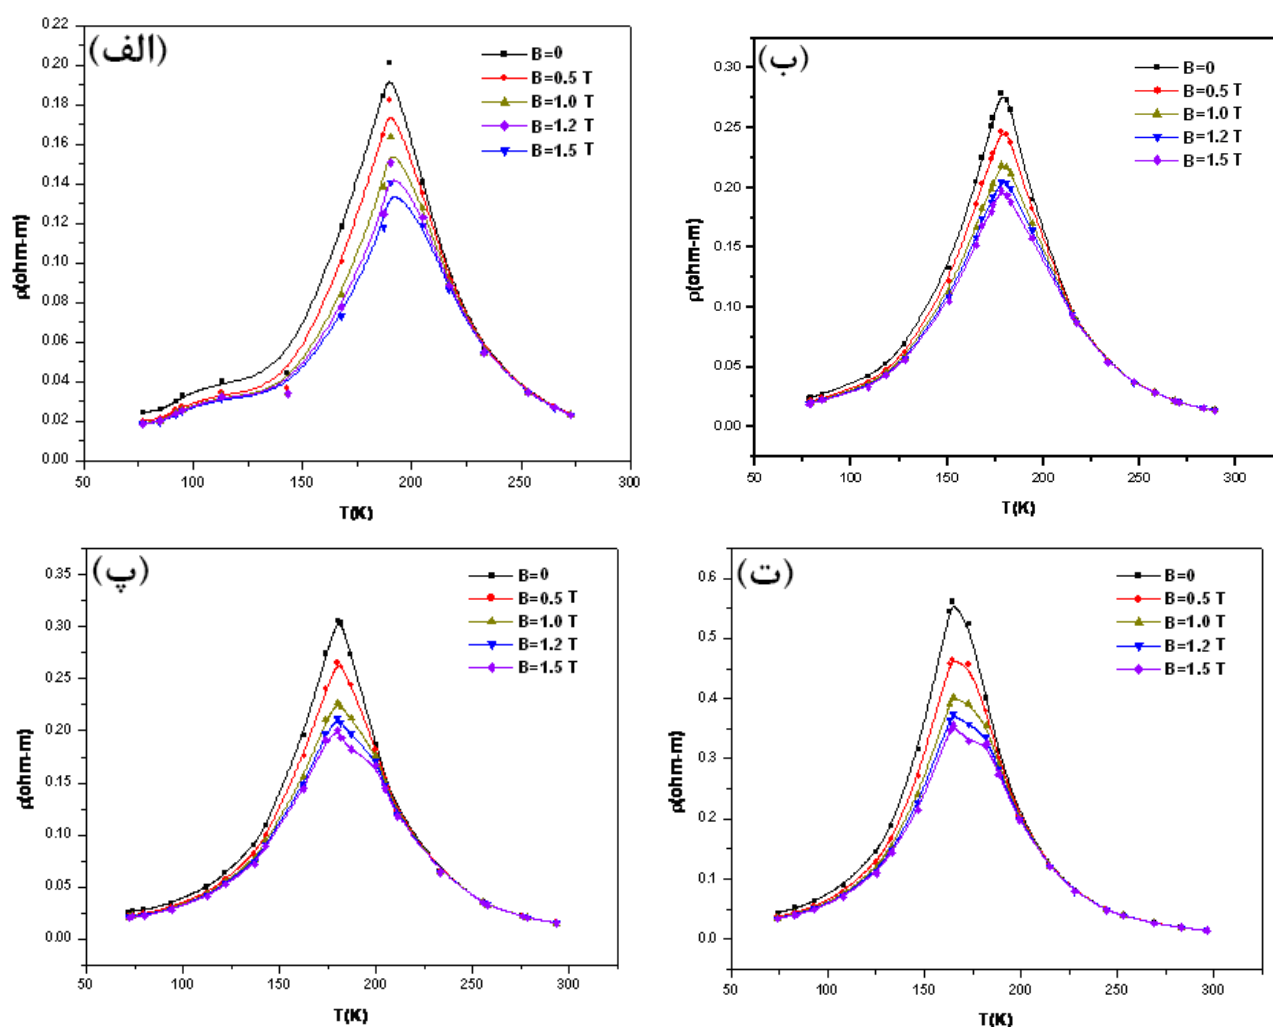 (الف)
B=0
B=0.5 T
B=1.0 T
B=1.2 T
B=1.5 T
0.22
0.20
0.18
0.16
0.14
0.12
0.10
0.08
0.06
0.04
0.02
0.00
ρ(ohm-m)
50 100 150 200 250 300
T(K)
(ب)
B=0
B=0.5 T
B=1.0 T
B=1.2 T
B=1.5 T
0.30
0.25
0.20
0.15
0.10
0.05
0.00
ρ(ohm-m)
50 100 150 200 250 300
T(K)
(پ)
B=0
B=0.5 T
B=1.0 T
B=1.2 T
B=1.5 T
0.35
0.30
0.25
0.20
0.15
0.10
0.05
0.00
ρ(ohm-m)
50 100 150 200 250 300
T(K)
(ت)
B=0
B=0.5 T
B=1.0 T
B=1.2 T
B=1.5 T
0.6
0.5
0.4
0.3
0.2
0.1
0.0
ρ(ohm-m)
50 100 150 200 250 300
T(K)